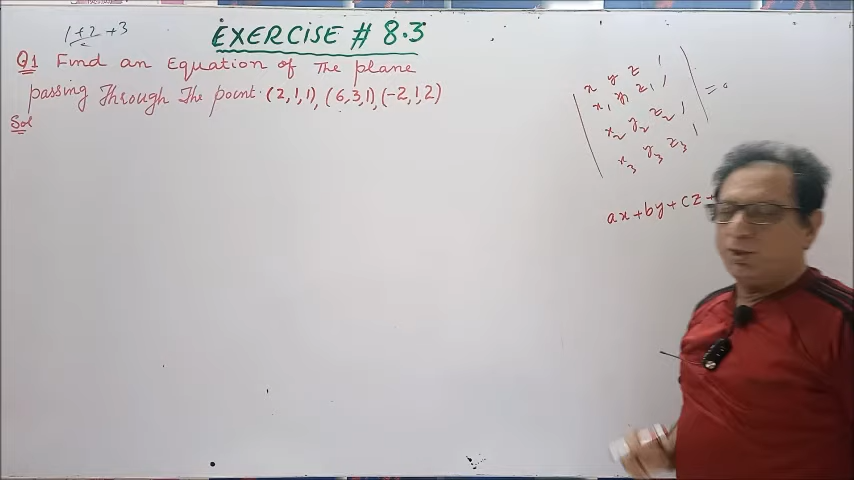 1+2+3
EXERCISE # 8.3
Q1 Find an Equation of The plane
passing Through The point. (2,1,1), (6,3,1), (-2,1,2)
Sol
x y z 1
x1 y1 z1 1
x2 y2 z2 1 = 0
x3 y3 z3 1
ax+by+cz+